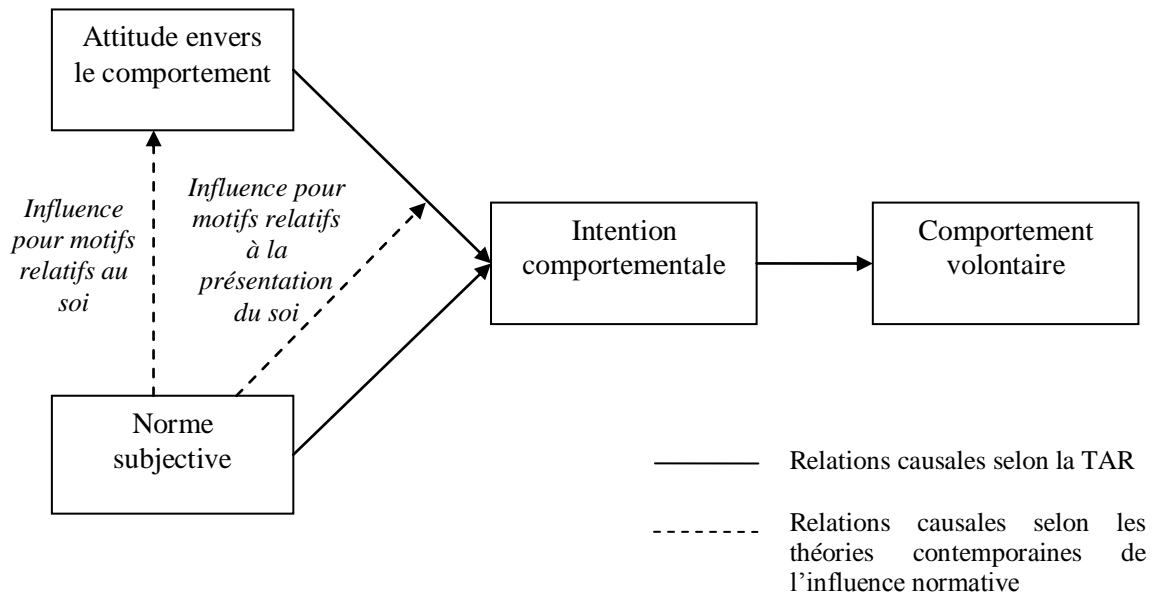 Attitude envers
le comportement
Influence
pour motifs
relatifs au
soi
Influence pour
motifs relatifs
à la
présentation
du soi
Intention
comportementale
Comportement
volontaire
Norme
subjective
Relations causales selon la TAR
Relations causales selon les
théories contemporaines de
l’influence normative